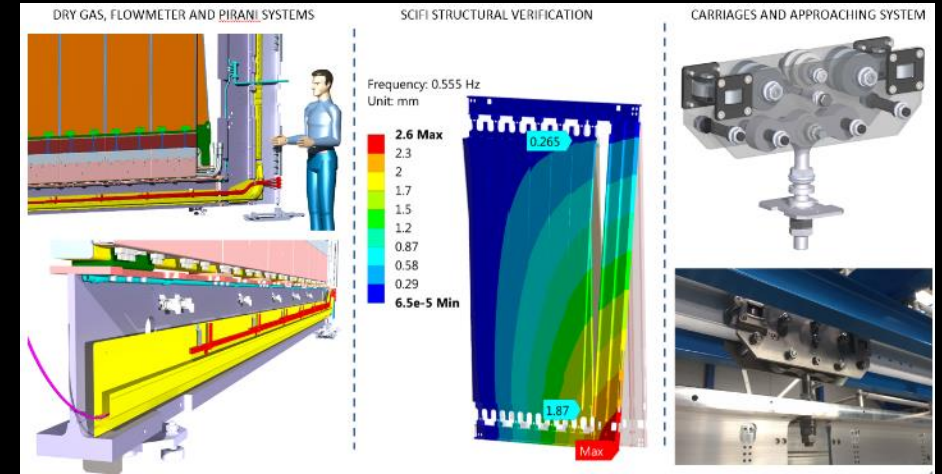 DRY GAS, FLOWMETER AND PIRANI SYSTEMS
SCIFI STRUCTURAL VERIFICATION
CARRIAGES AND APPROACHING SYSTEM
Frequency: 0.555 Hz
Unit: mm
2.6 Max
2.3
2
1.7
1.5
1.2
0.87
0.58
0.29
6.5e-5 Min
0.265
1.87
Max